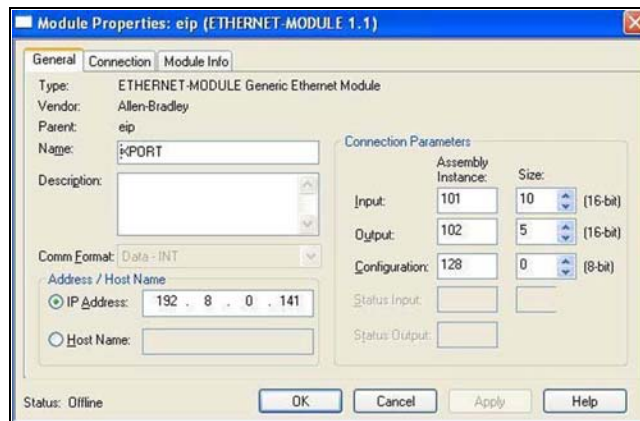 Module Properties: eip (ETHERNET-MODULE 1.1)
General Connection Module Info
Type: ETHERNET-MODULE Generic Ethernet Module
Vendor: Allen-Bradley
Parent: eip
Name:
Description:
Comm Format: Data - INT
Address / Host Name
IP Address: 192 . 8 . 0 . 141
Host Name:
Connection Parameters
Assembly
Instance: Size:
Input: 101 10 (16-bit)
Output: 102 5 (16-bit)
Configuration: 128 0 (8-bit)
Status Input:
Status Output:
Status: Offline OK Cancel Apply Help